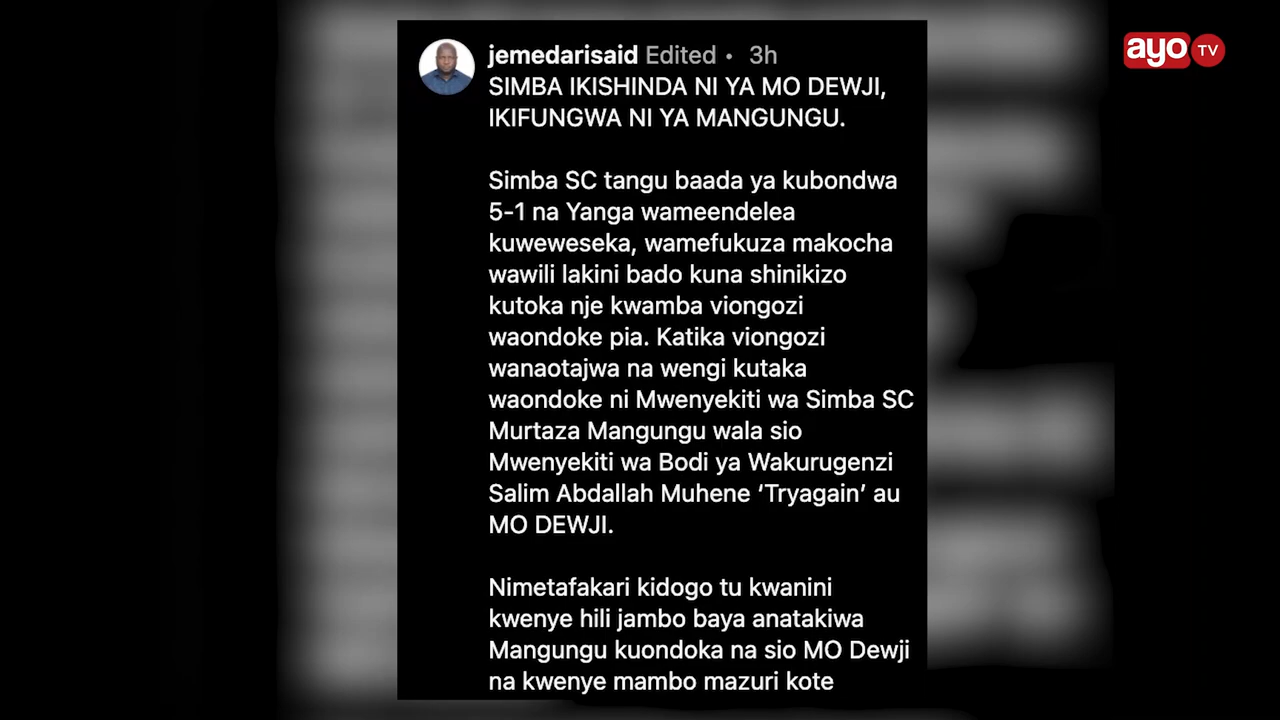 jemedarisaid Edited • 3h
SIMBA IKISHINDA NI YA MO DEWJI,
IKIFUNGWA NI YA MANGUNGU.
Simba SC tangu baada ya kubondwa
5-1 na Yanga wameendelea
kuweweseka, wamefukuza makocha
wawili lakini bado kuna shinikizo
kutoka nje kwamba viongozi
waondoke pia. Katika viongozi
wanaotajwa na wengi kutaka
waondoke ni Mwenyekiti wa Simba SC
Murtaza Mangungu wala sio
Mwenyekiti wa Bodi ya Wakurugenzi
Salim Abdallah Muhene ‘Tryagain’ au
MO DEWJI.
Nimetafakari kidogo tu kwanini
kwenye hili jambo baya anatakiwa
Mangungu kuondoka na sio MO Dewji
na kwenye mambo mazuri kote
ayo TV